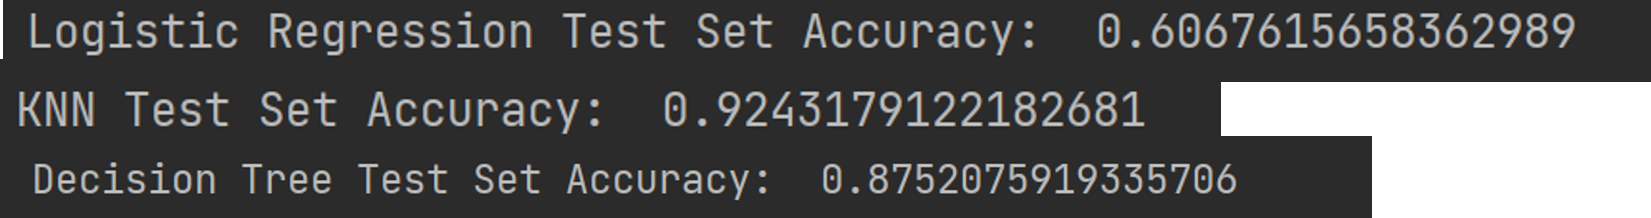 Logistic Regression Test Set Accuracy:  0.6067615658362989
KNN Test Set Accuracy:  0.9243179122182681
Decision Tree Test Set Accuracy:  0.8752075919335706